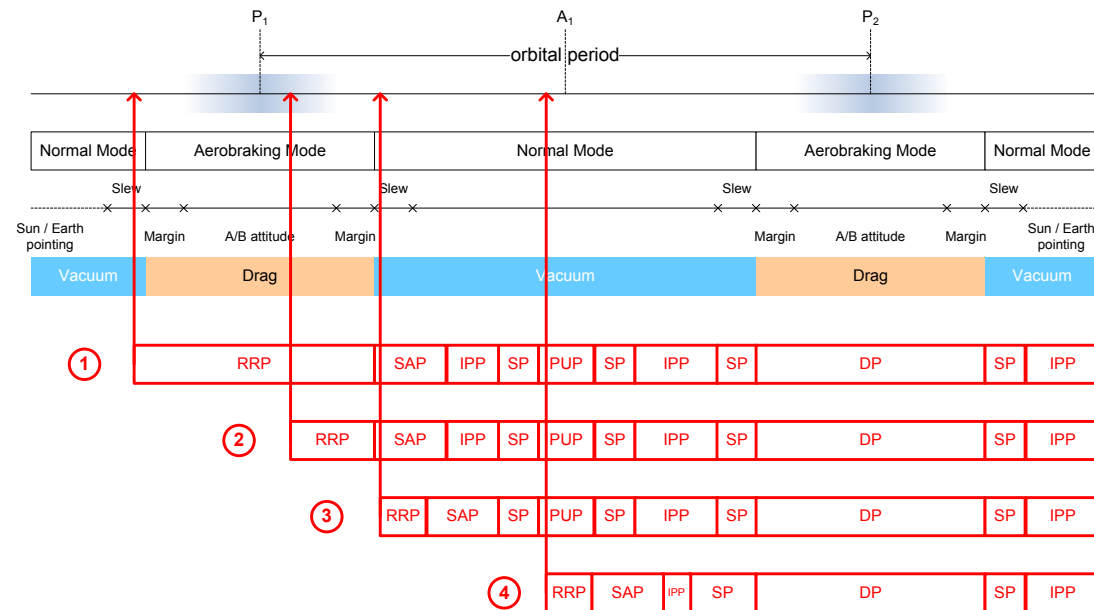 P1 A1 P2
orbital period
Normal Mode Aerobraking Mode Normal Mode Aerobraking Mode Normal Mode
Slew Slew Slew Slew
Sun / Earth pointing Margin A/B attitude Margin Margin A/B attitude Margin Sun / Earth pointing
Vacuum Drag Vacuum Drag Vacuum
1 RRP SAP IPP SP PUP SP IPP SP DP SP IPP
2 RRP SAP IPP SP PUP SP IPP SP DP SP IPP
3 RRP SAP SP PUP SP IPP SP DP SP IPP
4 RRP SAP IPP SP DP SP IPP